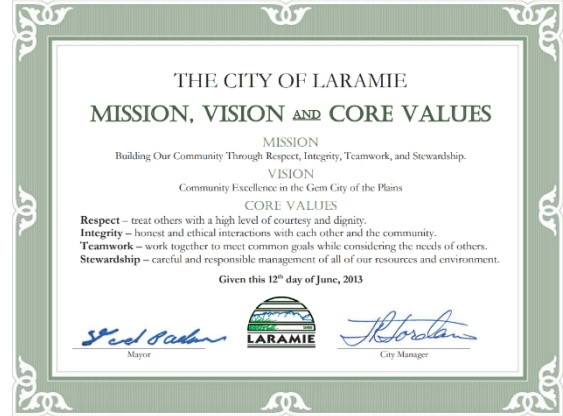 THE CITY OF LARAMIE
MISSION, VISION AND CORE VALUES
MISSION
Building Our Community Through Respect, Integrity, Teamwork, and Stewardship.
VISION
Community Excellence in the Gem City of the Plains
CORE VALUES
Respect – treat others with a high level of courtesy and dignity.
Integrity – honest and ethical interactions with each other and the community.
Teamwork – work together to meet common goals while considering the needs of others.
Stewardship – careful and responsible management of all of our resources and environment.
Given this 12th day of June, 2013
LARAMIE
Mayor
City Manager